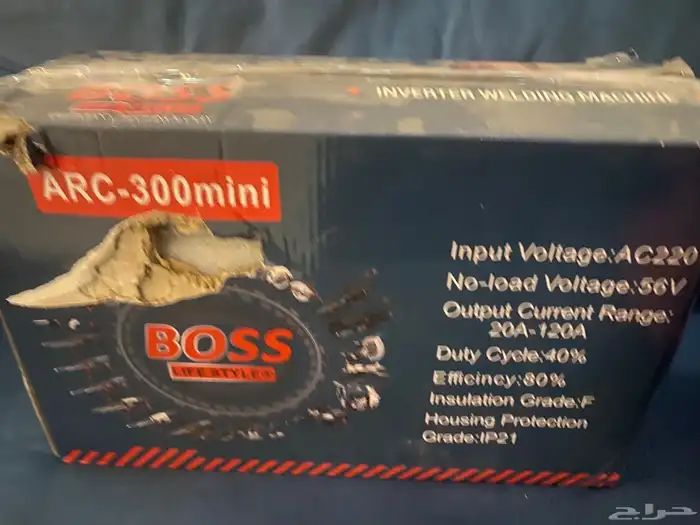 INVERTER WELDING MACHINE
ARC-300mini
Input Voltage:AC220
No-load Voltage:56V
Output Current Range:
20A-120A
Duty Cycle:40%
Efficincy:80%
Insulation Grade:F
Housing Protection
Grade:IP21
BOSS
LIFE STYLE®
حراج